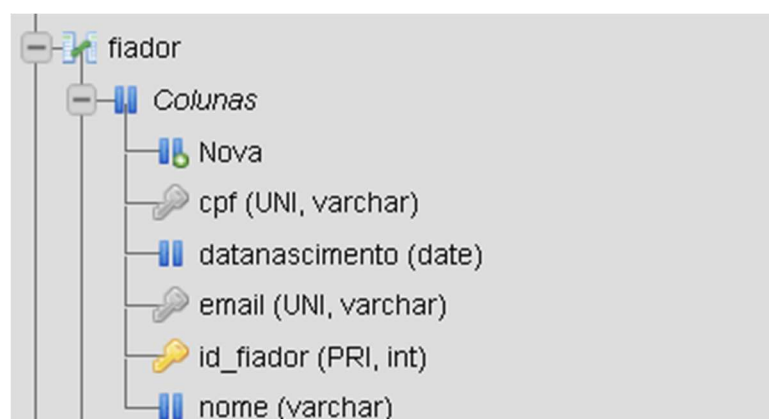 fiador
Colunas
Nova
cpf (UNI, varchar)
datanascimento (date)
email (UNI, varchar)
id_fiador (PRI, int)
nome (varchar)